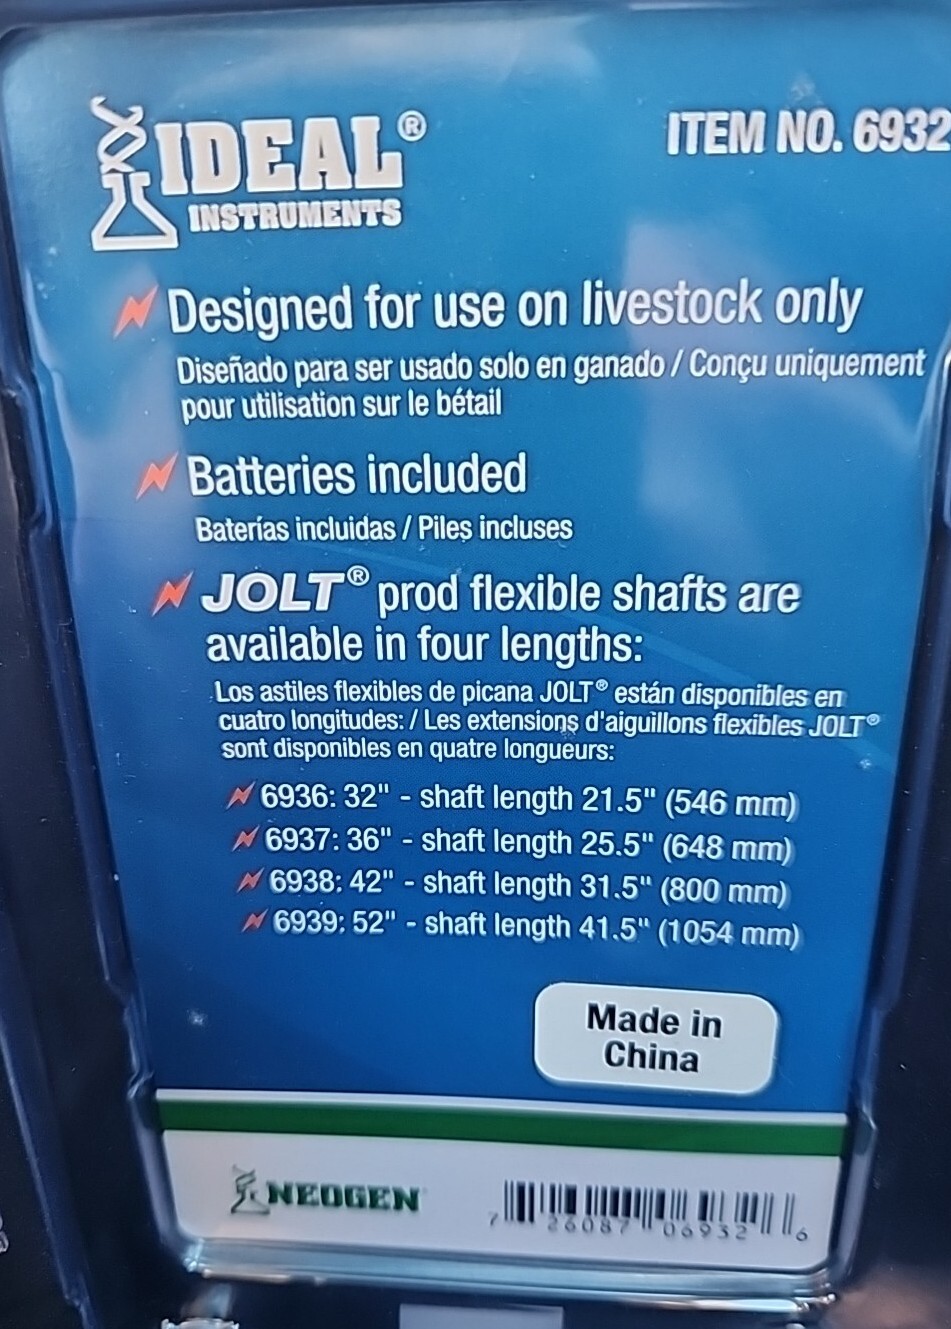 IDEAL®
INSTRUMENTS
ITEM NO. 6932
Designed for use on livestock only
Diseñado para ser usado solo en ganado / Conçu uniquement
pour utilisation sur le bétail
Batteries included
Baterías incluidas / Piles incluses
JOLT® prod flexible shafts are
available in four lengths:
Los astiles flexibles de picana JOLT® están disponibles en
cuatro longitudes: / Les extensions d'aiguillons flexibles JOLT®
sont disponibles en quatre longueurs:
6936: 32" - shaft length 21.5" (546 mm)
6937: 36" - shaft length 25.5" (648 mm)
6938: 42" - shaft length 31.5" (800 mm)
6939: 52" - shaft length 41.5" (1054 mm)
Made in
China
NEOGEN
7 26087 06932 6